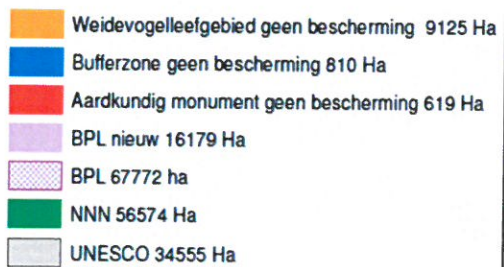 Weidevogelleefgebied geen bescherming 9125 Ha
Bufferzone geen bescherming 810 Ha
Aardkundig monument geen bescherming 619 Ha
BPL nieuw 16179 Ha
BPL 67772 ha
NNN 56574 Ha
UNESCO 34555 Ha